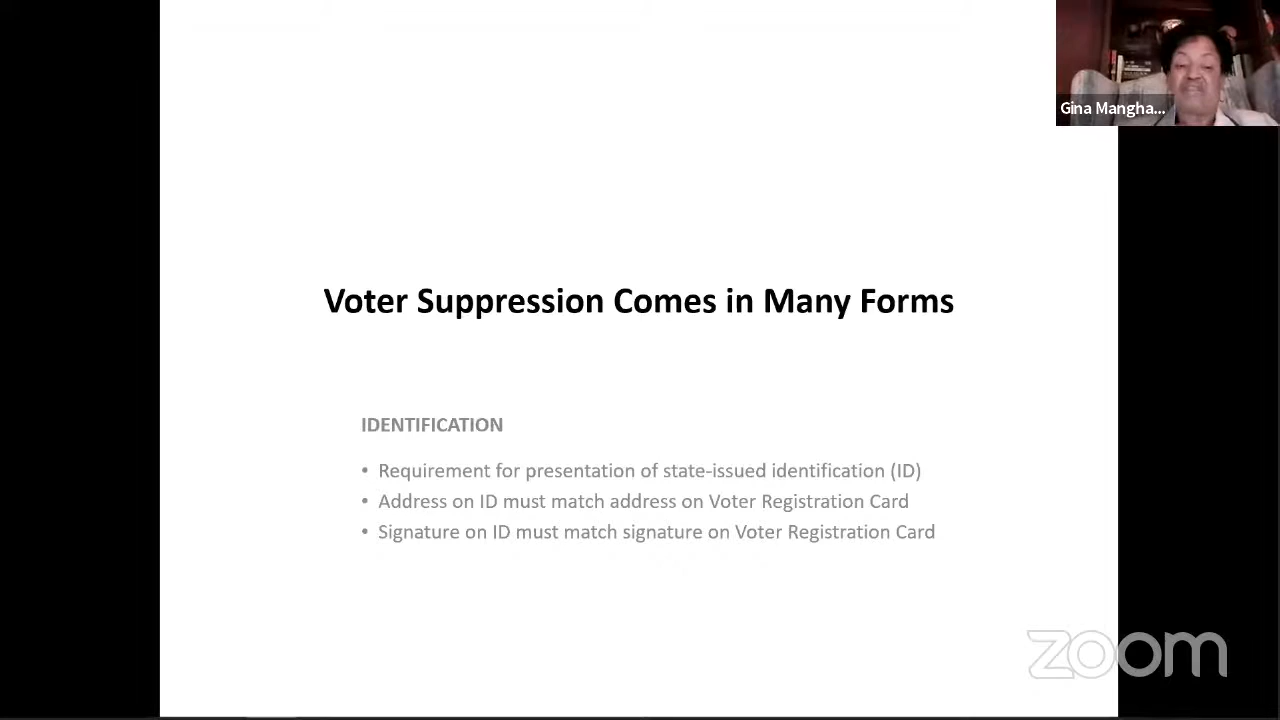 Gina Mangha...
Voter Suppression Comes in Many Forms
IDENTIFICATION
• Requirement for presentation of state-issued identification (ID)
• Address on ID must match address on Voter Registration Card
• Signature on ID must match signature on Voter Registration Card
zoom